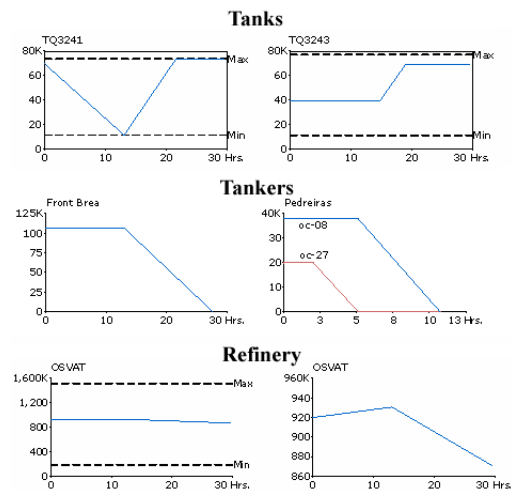 Tanks
TQ3241 TQ3243
80K Max 80K Max
60 60
40 40
20 20
Min Min
0 0
0 10 20 30 Hrs. 0 10 20 30 Hrs.
Tankers
Front Brea Pedreiras
125K 40K
oc-08
100 30
75 oc-27
20
50
10
25
0 0
0 10 20 30 Hrs. 0 3 5 8 10 13 Hrs.
Refinery
OSVAT OSVAT
1,600K Max 960K
940
1,200 920
800 900
400 880
Min
0 860
0 10 20 30 Hrs. 0 10 20 30 Hrs.